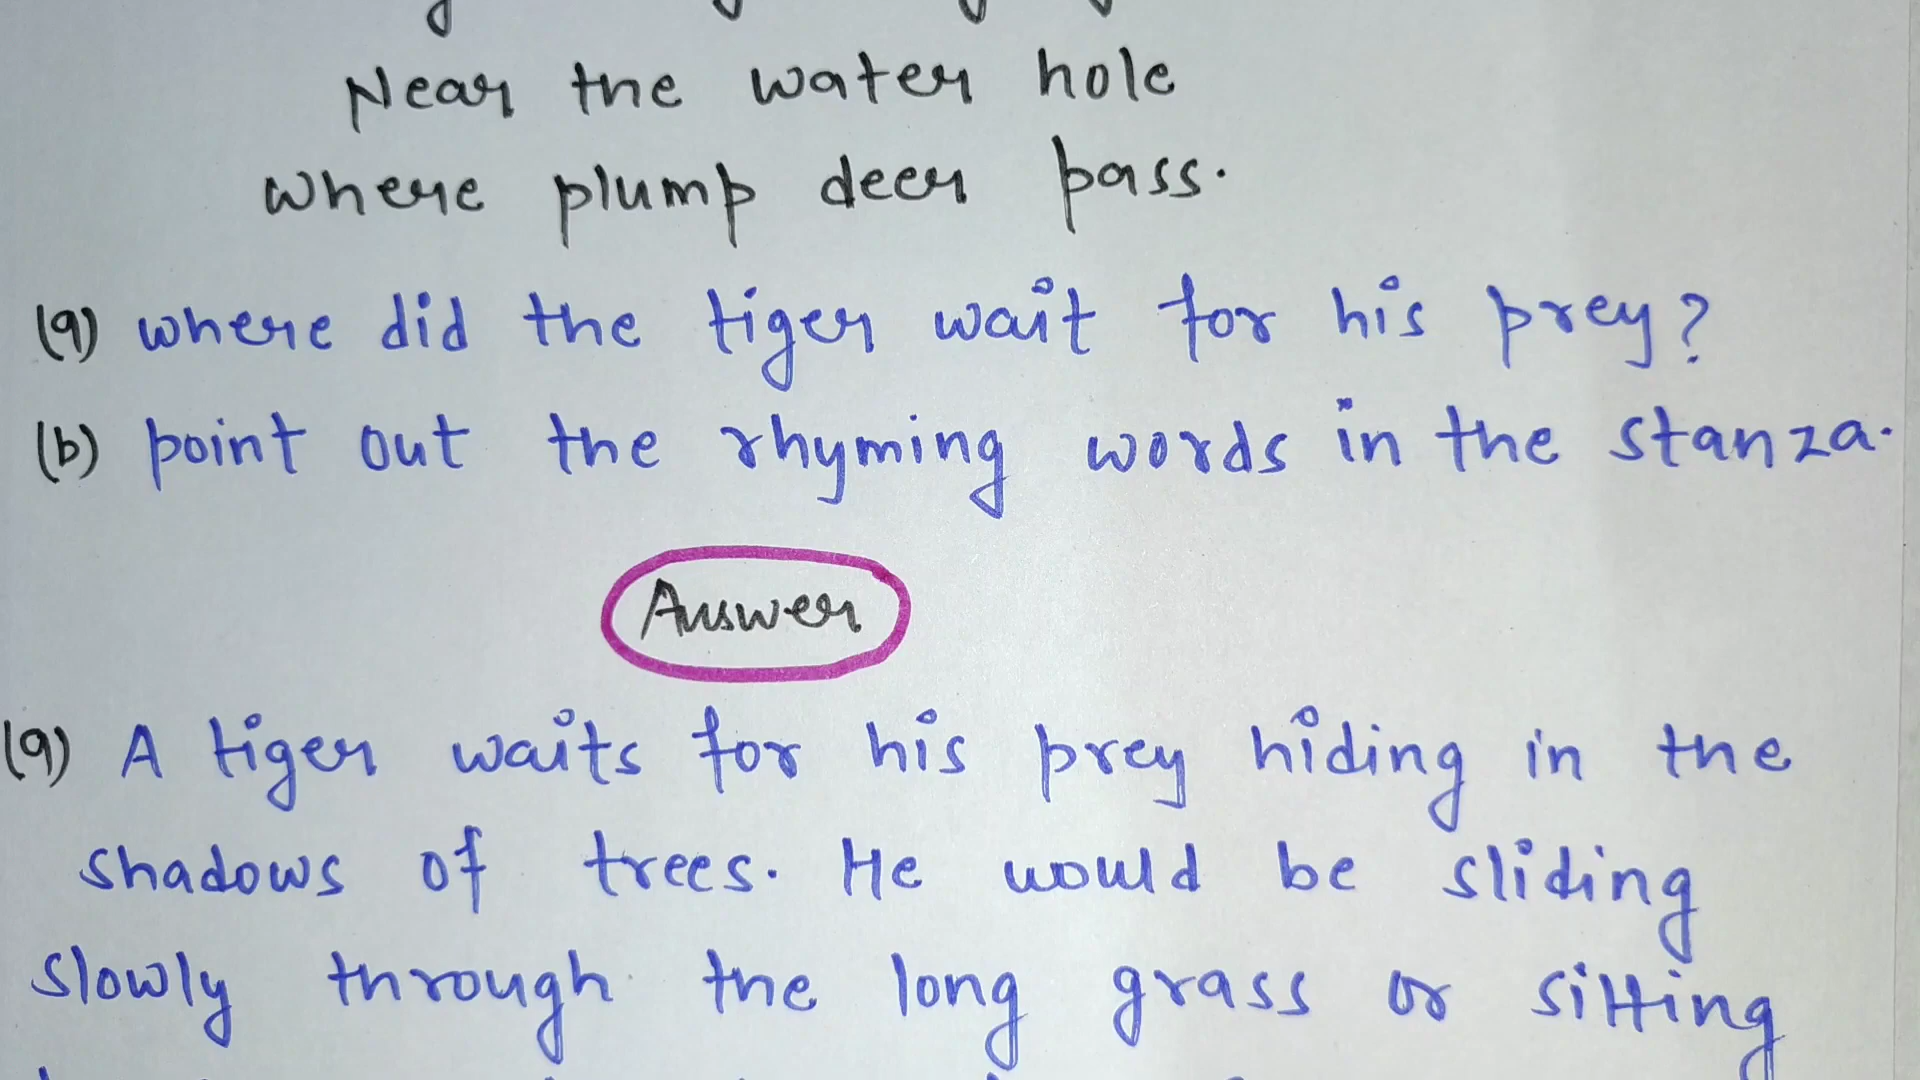 Near the water hole
where plump deer pass.
(a) where did the tiger wait for his prey?
(b) point out the rhyming words in the stanza.
Answer
(a) A tiger waits for his prey hiding in the
shadows of trees. He would be sliding
slowly through the long grass or sitting